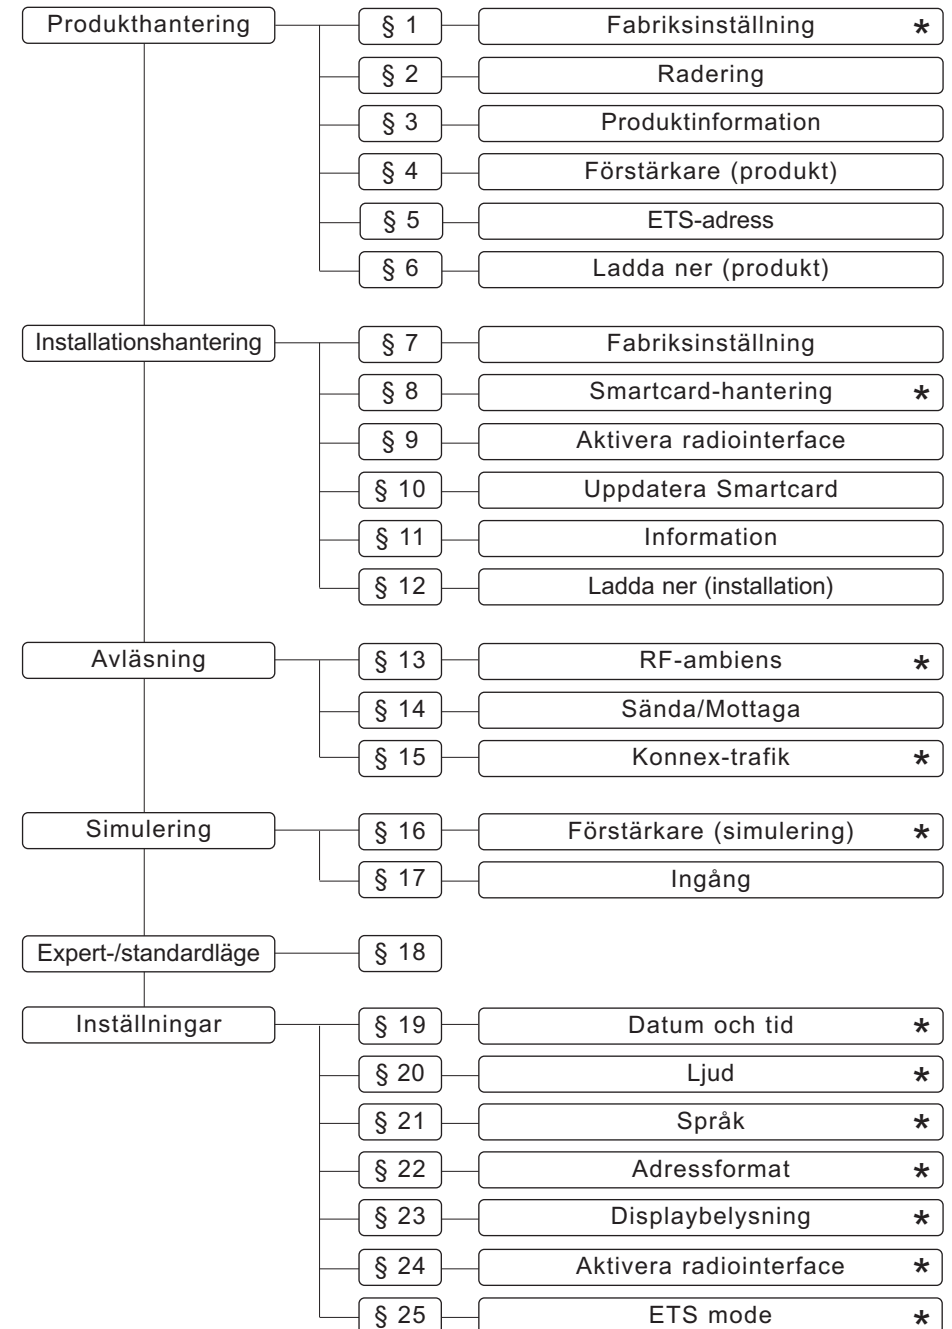 Produkthantering § 1 Fabriksinställning *
§ 2 Radering
§ 3 Produktinformation
§ 4 Förstärkare (produkt)
§ 5 ETS-adress
§ 6 Ladda ner (produkt)
Installationshantering § 7 Fabriksinställning
§ 8 Smartcard-hantering *
§ 9 Aktivera radiointerface
§ 10 Uppdatera Smartcard
§ 11 Information
§ 12 Ladda ner (installation)
Avläsning § 13 RF-ambiens *
§ 14 Sända/Mottaga
§ 15 Konnex-trafik *
Simulering § 16 Förstärkare (simulering) *
§ 17 Ingång
Expert-/standardläge § 18
Inställningar § 19 Datum och tid *
§ 20 Ljud *
§ 21 Språk *
§ 22 Adressformat *
§ 23 Displaybelysning *
§ 24 Aktivera radiointerface *
§ 25 ETS mode *